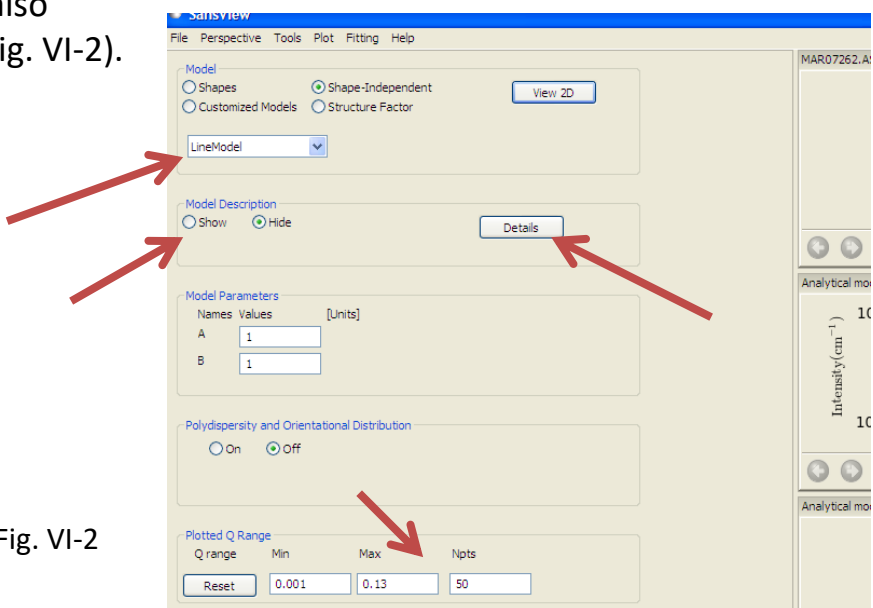 also
ig. VI-2).
SansView
File Perspective Tools Plot Fitting Help
Model
Shapes Shape-Independent View 2D
Customized Models Structure Factor
LineModel
Model Description
Show Hide Details
Model Parameters
Names Values [Units]
A 1
B 1
Polydispersity and Orientational Distribution
On Off
Fig. VI-2
Plotted Q Range
Q range Min Max Npts
Reset 0.001 0.13 50
MAR07262.AS
Analytical mod
Intensity(cm⁻¹)
10
10
Analytical mod